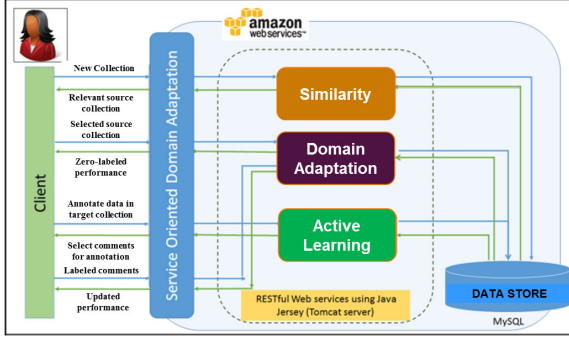 amazon
webservices™
New Collection
Relevant source
collection
Selected source
collection
Zero-labeled
performance
Annotate data in
target collection
Select comments
for annotation
Labeled comments
Updated
performance
Client
Service Oriented Domain Adaptation
Similarity
Domain
Adaptation
Active
Learning
RESTful Web services using Java
Jersey (Tomcat server)
DATA STORE
MySQL